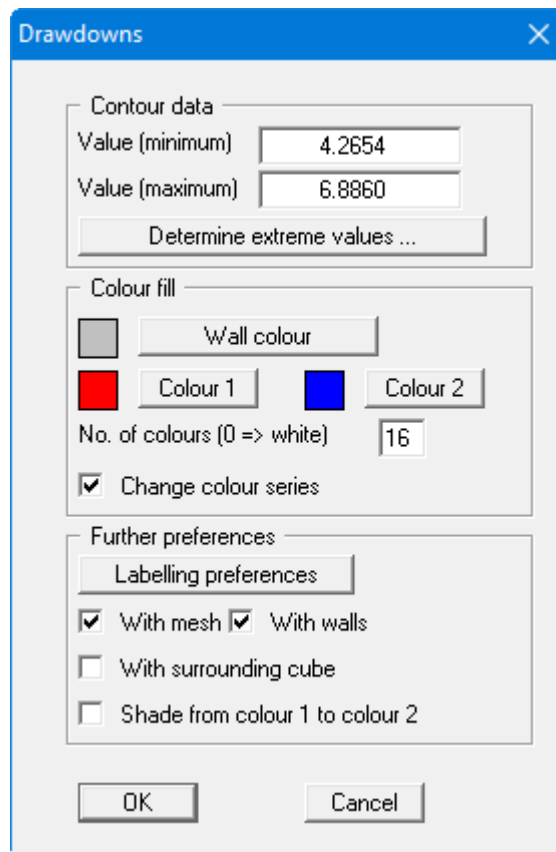 Drawdowns
Contour data
Value (minimum) 4.2654
Value (maximum) 6.8860
Determine extreme values ...
Colour fill
Wall colour
Colour 1 Colour 2
No. of colours (0 => white) 16
Change colour series
Further preferences
Labelling preferences
With mesh With walls
With surrounding cube
Shade from colour 1 to colour 2
OK Cancel